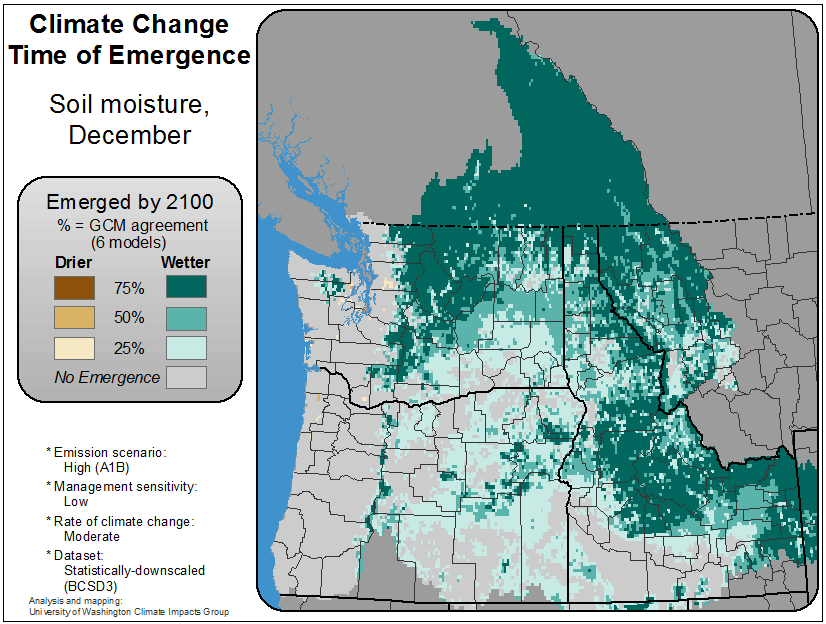 Climate Change
Time of Emergence
Soil moisture,
December
Emerged by 2100
% = GCM agreement
(6 models)
Drier Wetter
75%
50%
25%
No Emergence
* Emission scenario:
High (A1B)
* Management sensitivity:
Low
* Rate of climate change:
Moderate
* Dataset:
Statistically-downscaled
(BCSD3)
Analysis and mapping:
University of Washington Climate Impacts Group